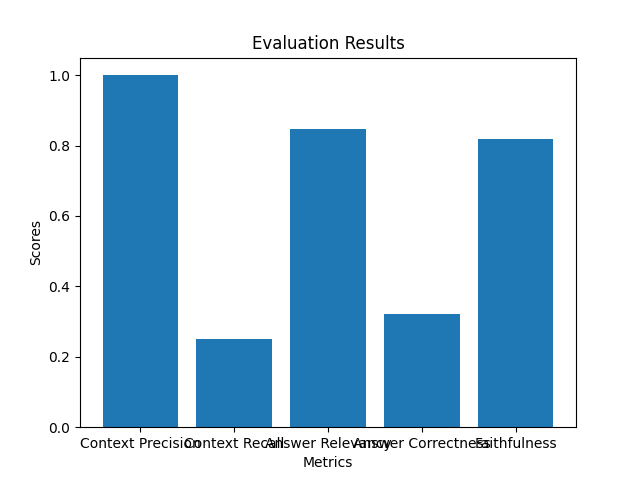 Evaluation Results
1.0
0.8
0.6
0.4
0.2
0.0
Scores
Context Precision Context Recall Answer Relevancy Answer Correctness Faithfulness
Metrics